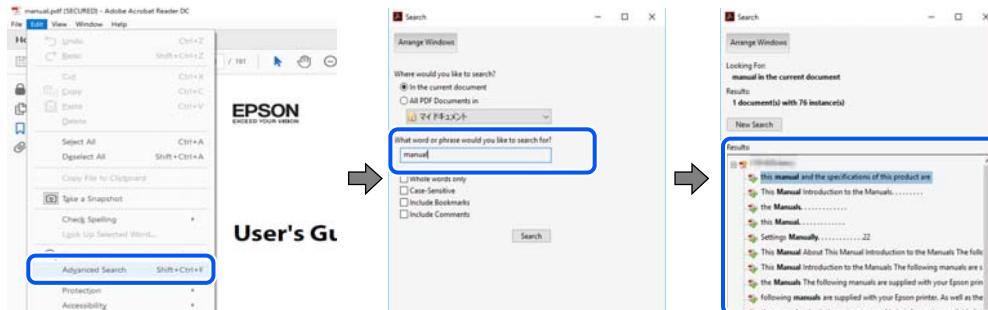 manual.pdf (SECURED) - Adobe Acrobat Reader DC
File Edit View Window Help
Undo Ctrl+Z
Redo Shift+Ctrl+Z
Cut Ctrl+X
Copy Ctrl+C
Paste Ctrl+V
Delete
Select All Ctrl+A
Deselect All Shift+Ctrl+A
Copy File to Clipboard
Take a Snapshot
Check Spelling
Look Up Selected Word...
Advanced Search Shift+Ctrl+F
Protection
Accessibility
/ 191
EPSON
EXCEED YOUR VISION
User's Gu
Search
Arrange Windows
Where would you like to search?
In the current document
All PDF Documents in
マイ ドキュメント
What word or phrase would you like to search for?
manual
Whole words only
Case-Sensitive
Include Bookmarks
Include Comments
Search
Search
Arrange Windows
Looking For:
manual in the current document
Results:
1 document(s) with 76 instance(s)
New Search
Results:
this manual and the specifications of this product are
This Manual Introduction to the Manuals. . . . . . . . .
the Manuals. . . . . . . . . . . . .
this Manual. . . . . . . . . . . . .
Settings Manually. . . . . . . . . . . . .22
This Manual About This Manual Introduction to the Manuals The follo
This Manual Introduction to the Manuals The following manuals are s
the Manuals The following manuals are supplied with your Epson prin
following manuals are supplied with your Epson printer. As well as the